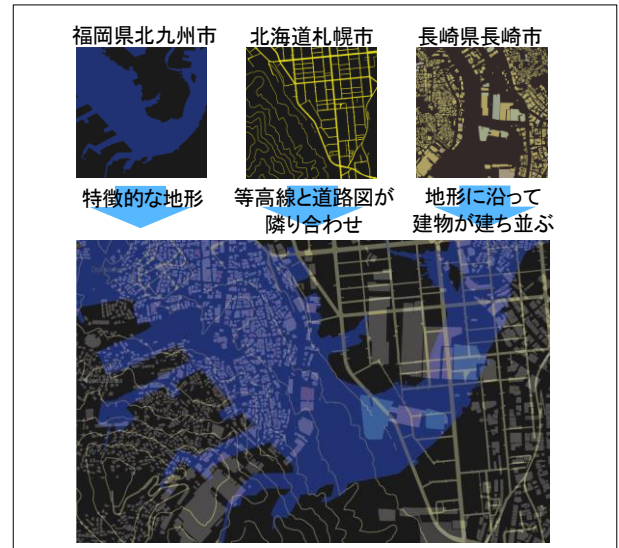 福岡県北九州市
北海道札幌市
長崎県長崎市
特徴的な地形
等高線と道路図が
隣り合わせ
地形に沿って
建物が建ち並ぶ